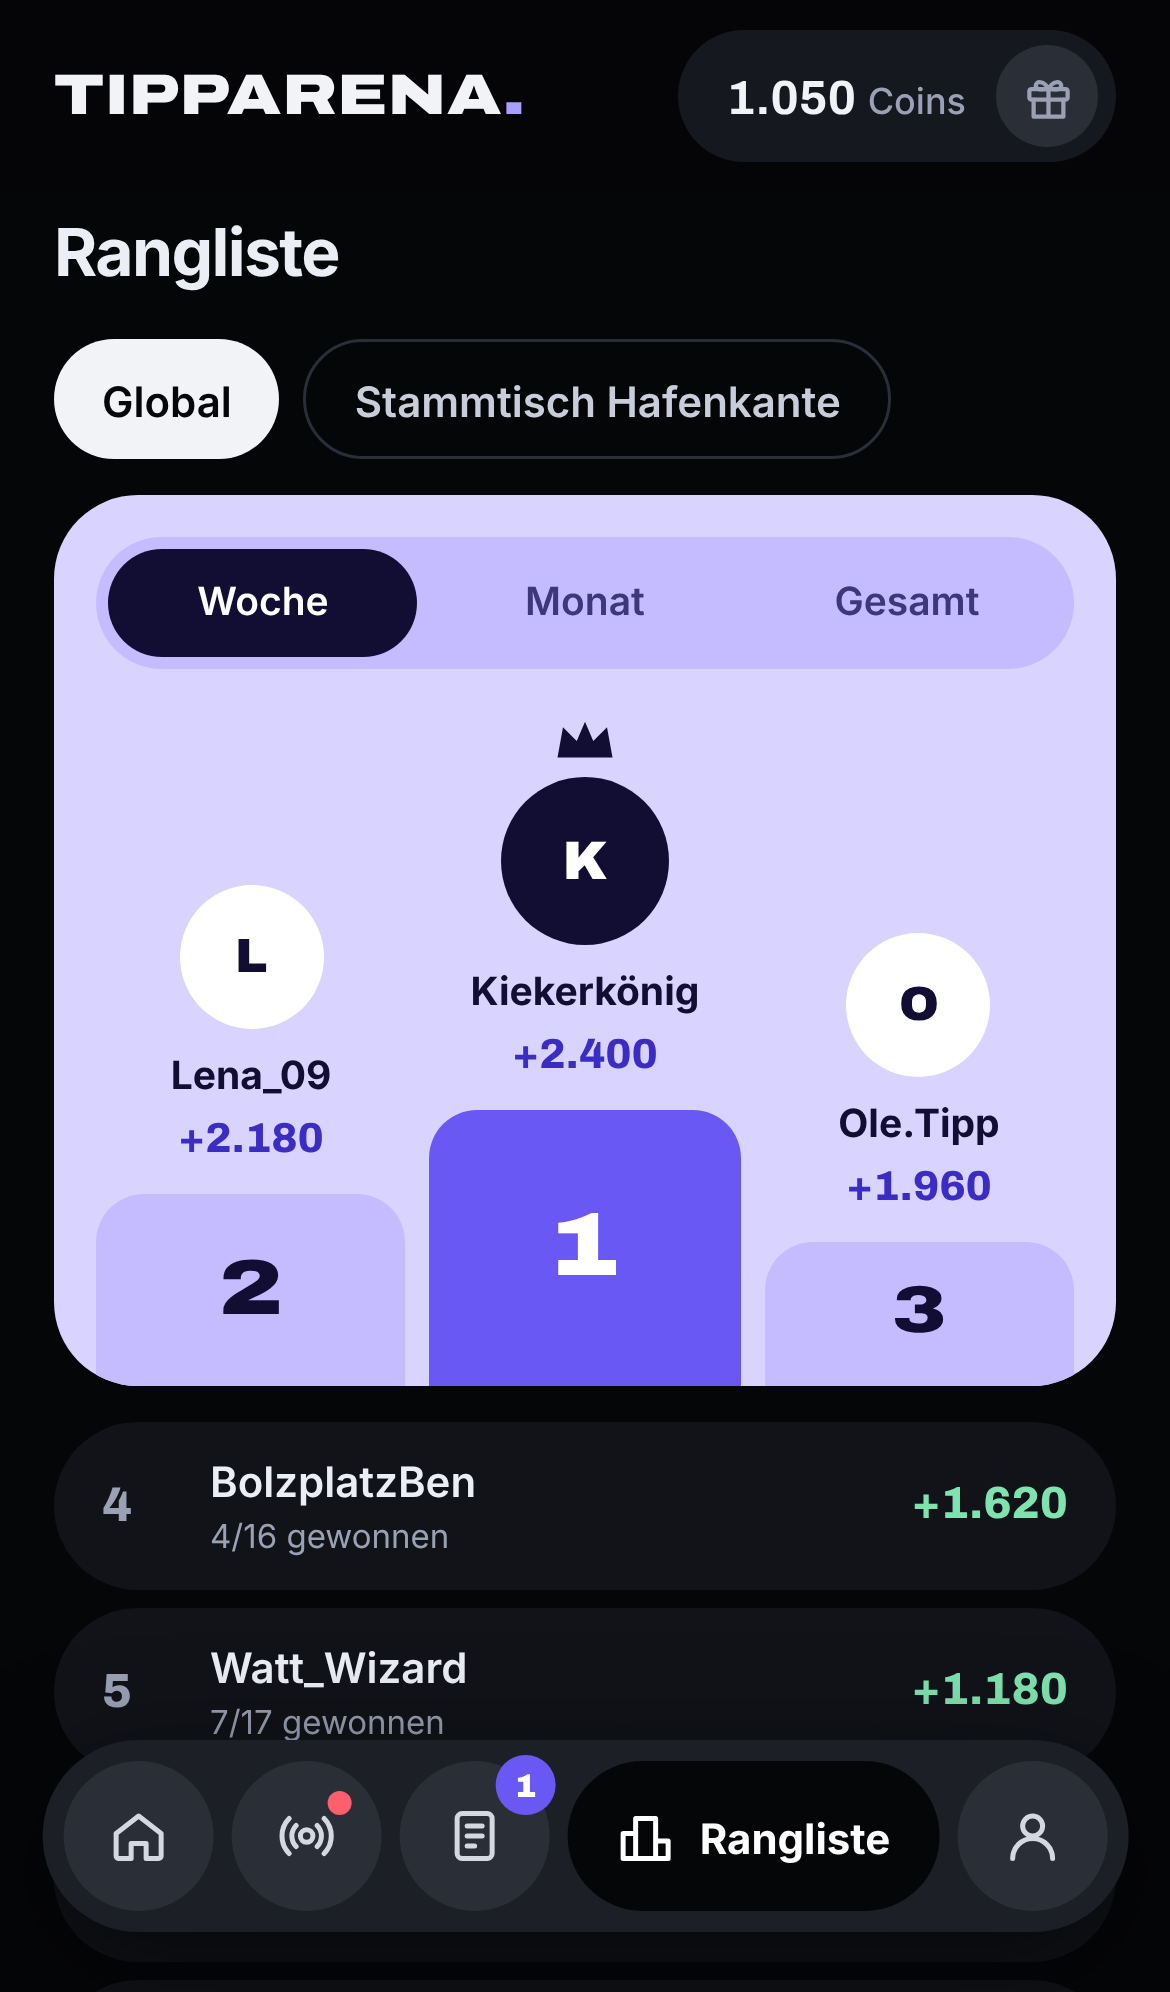 TIPPARENA.
1.050 Coins
Rangliste
Global
Stammtisch Hafenkante
Woche
Monat
Gesamt
K
Kiekerkönig
+2.400
L
Lena_09
+2.180
O
Ole.Tipp
+1.960
1
2
3
4
BolzplatzBen
4/16 gewonnen
+1.620
5
Watt_Wizard
7/17 gewonnen
+1.180
1
Rangliste